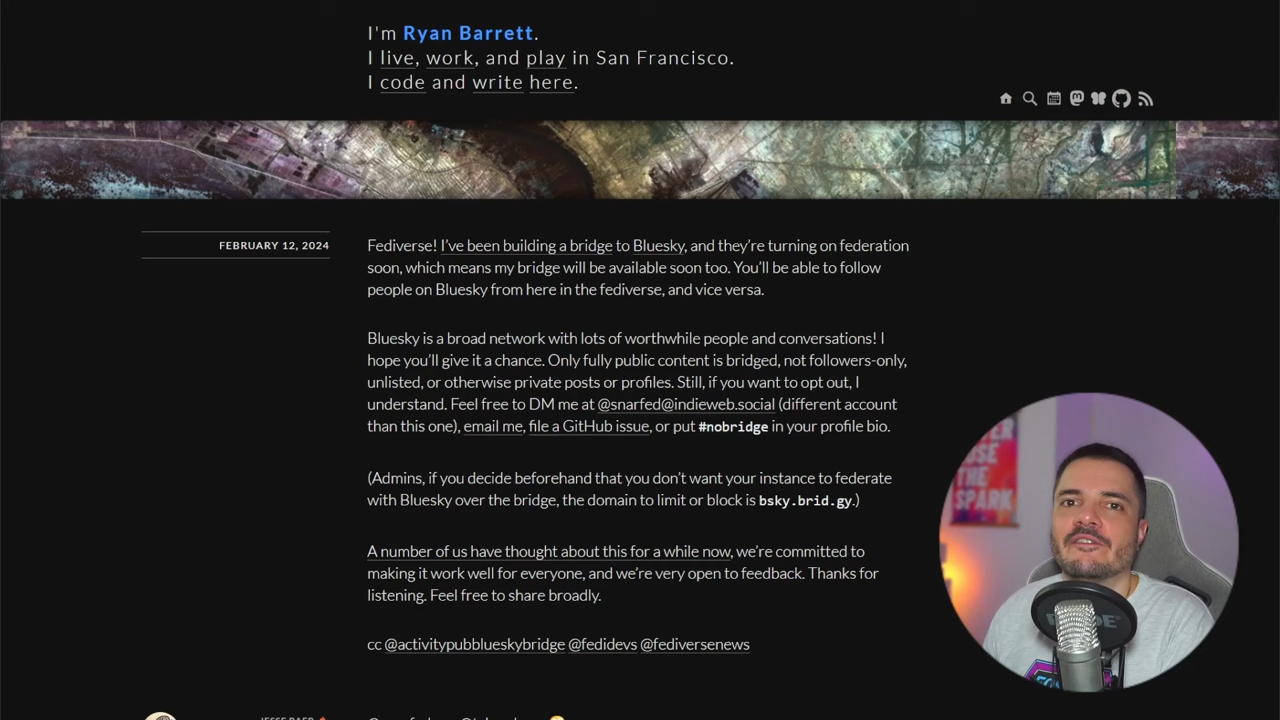 I'm Ryan Barrett.
I live, work, and play in San Francisco.
I code and write here.
FEBRUARY 12, 2024
Fediverse! I've been building a bridge to Bluesky, and they're turning on federation
soon, which means my bridge will be available soon too. You'll be able to follow
people on Bluesky from here in the fediverse, and vice versa.
Bluesky is a broad network with lots of worthwhile people and conversations! I
hope you'll give it a chance. Only fully public content is bridged, not followers-only,
unlisted, or otherwise private posts or profiles. Still, if you want to opt out, I
understand. Feel free to DM me at @snarfed@indieweb.social (different account
than this one), email me, file a GitHub issue, or put #nobridge in your profile bio.
(Admins, if you decide beforehand that you don't want your instance to federate
with Bluesky over the bridge, the domain to limit or block is bsky.brid.gy.)
A number of us have thought about this for a while now, we're committed to
making it work well for everyone, and we're very open to feedback. Thanks for
listening. Feel free to share broadly.
cc @activitypubblueskybridge @fedidevs @fediversenews
USE
THE
SPARK